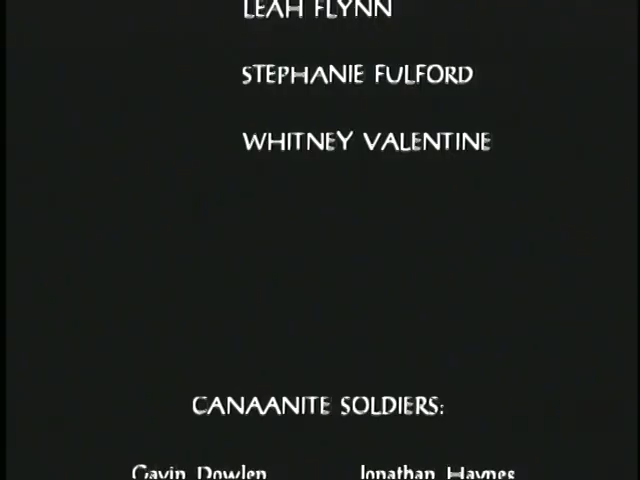 LEAH FLYNN
STEPHANIE FULFORD
WHITNEY VALENTINE
CANAANITE SOLDIERS:
Gavin Dowlen Jonathan Haynes